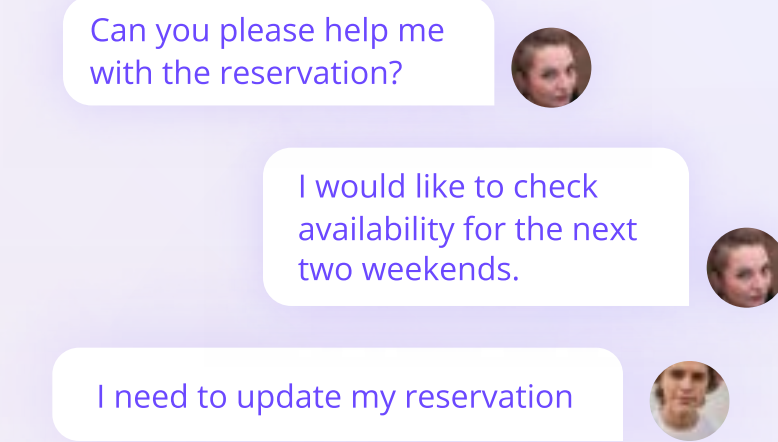 Can you please help me
with the reservation?
I would like to check
availability for the next
two weekends.
I need to update my reservation